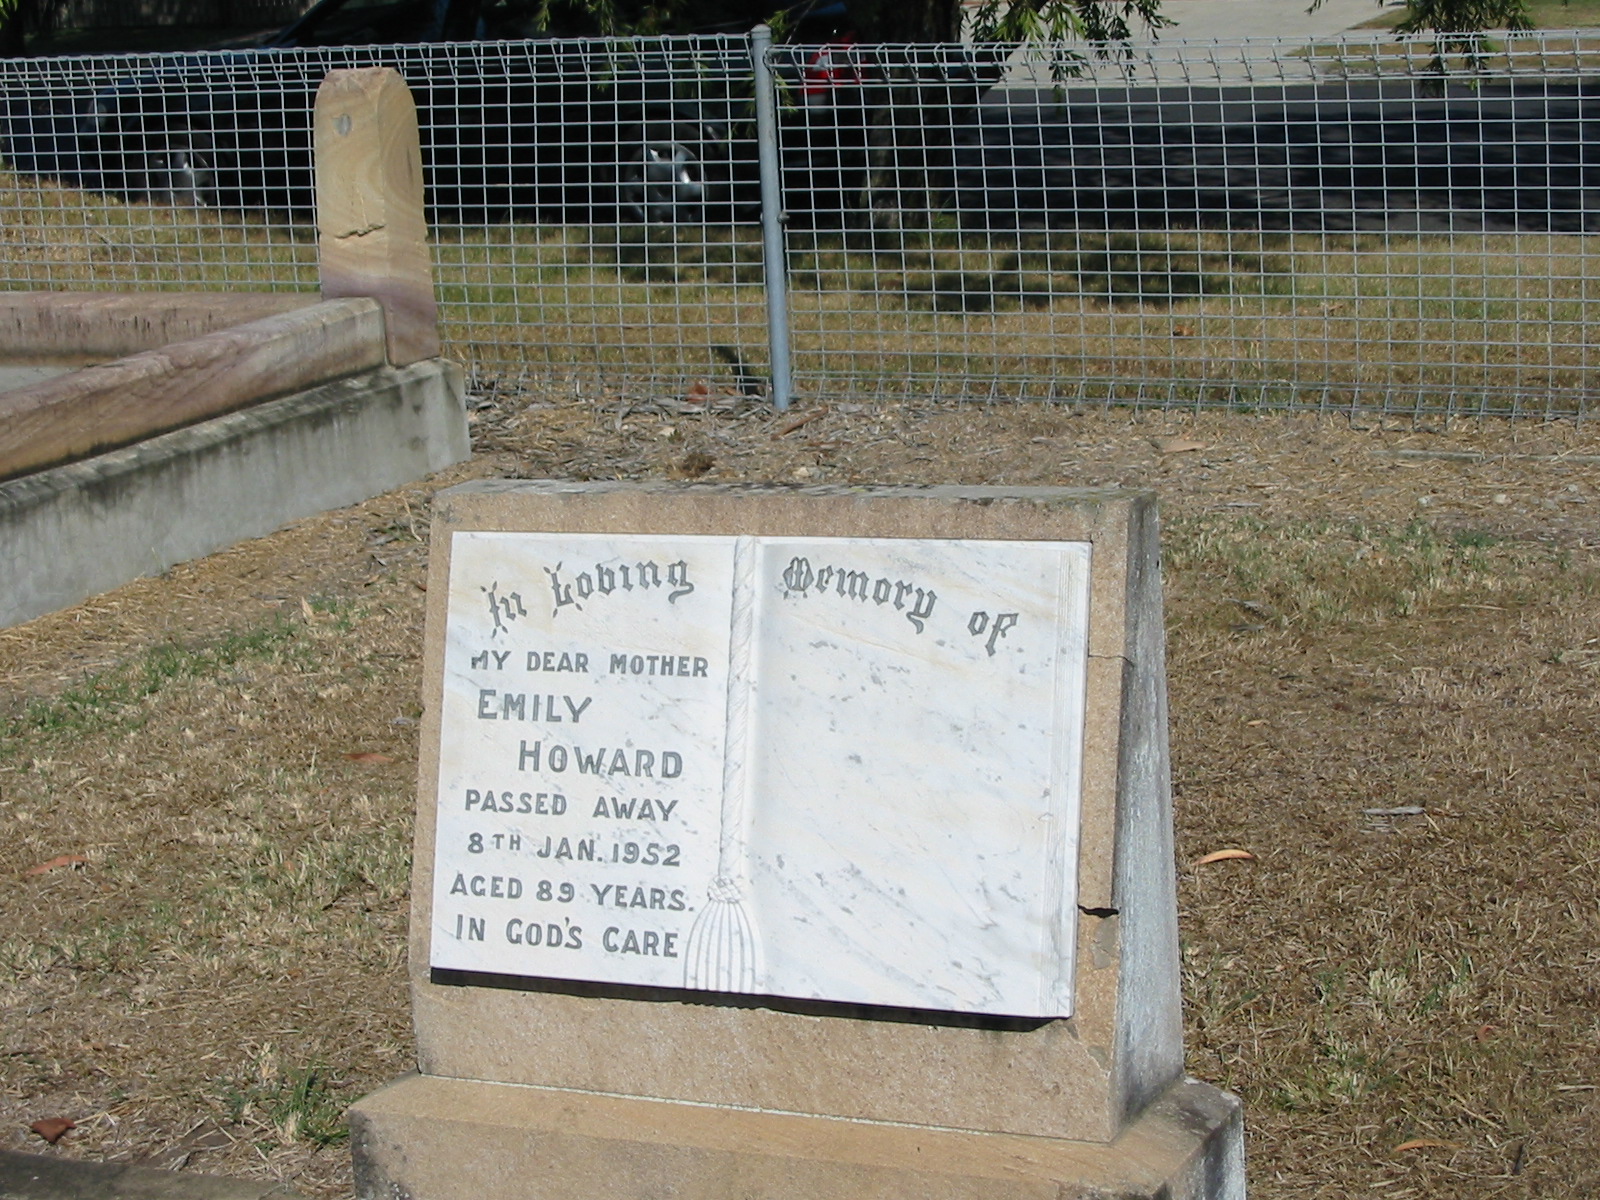 In Loving Memory of
MY DEAR MOTHER
EMILY
HOWARD
PASSED AWAY
8TH JAN. 1952
AGED 89 YEARS.
IN GOD'S CARE